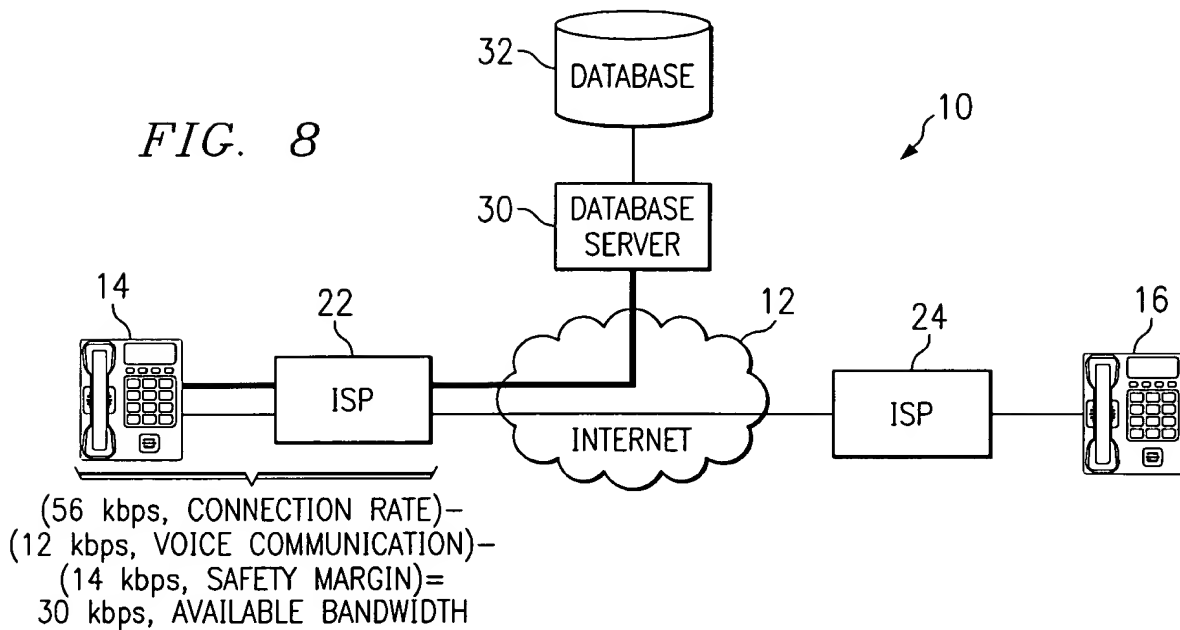 32
DATABASE
FIG. 8
10
30
DATABASE
SERVER
14
22
12
24
16
ISP
ISP
INTERNET
(56 kbps, CONNECTION RATE)–
(12 kbps, VOICE COMMUNICATION)–
(14 kbps, SAFETY MARGIN)=
30 kbps, AVAILABLE BANDWIDTH